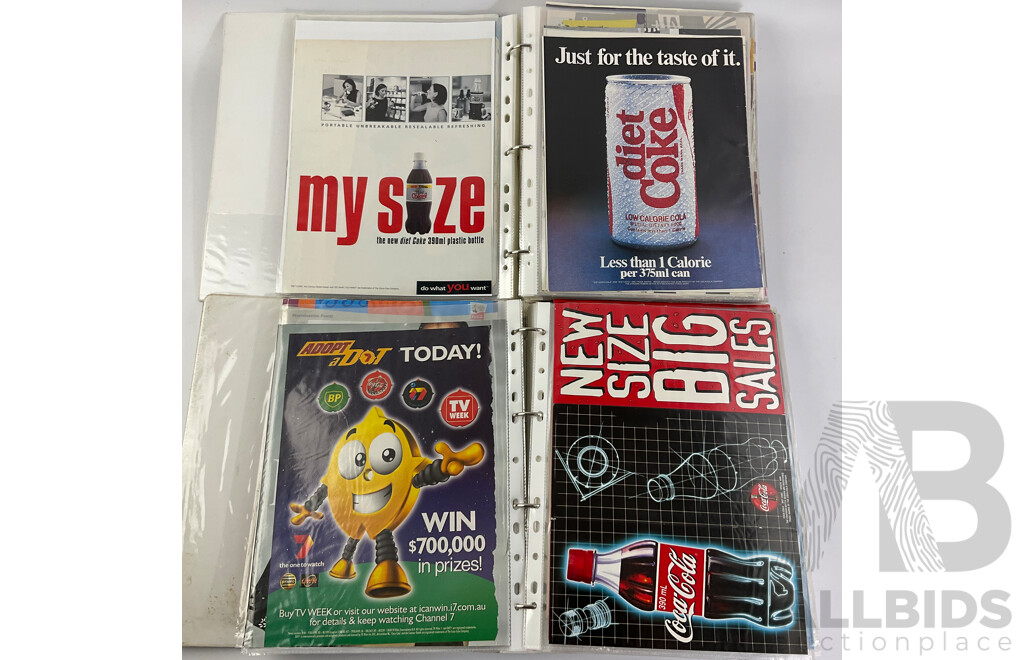 PORTABLE UNBREAKABLE RESEALABLE REFRESHING
my size
the new diet Coke 390ml plastic bottle
do what you want
Just for the taste of it.
diet
Coke
LOW CALORIE COLA
Less than 1 Calorie
per 375ml can
ADOPT
a DOT TODAY!
BP
7
TV
WEEK
WIN
$700,000
in prizes!
7
the one to watch
Buy TV WEEK or visit our website at icanwin.i7.com.au
for details & keep watching Channel 7
NEW
SIZE
BIG
SALES
Coca-Cola
390 mL
Coca-Cola
AB
ALLBIDS
auctionplace